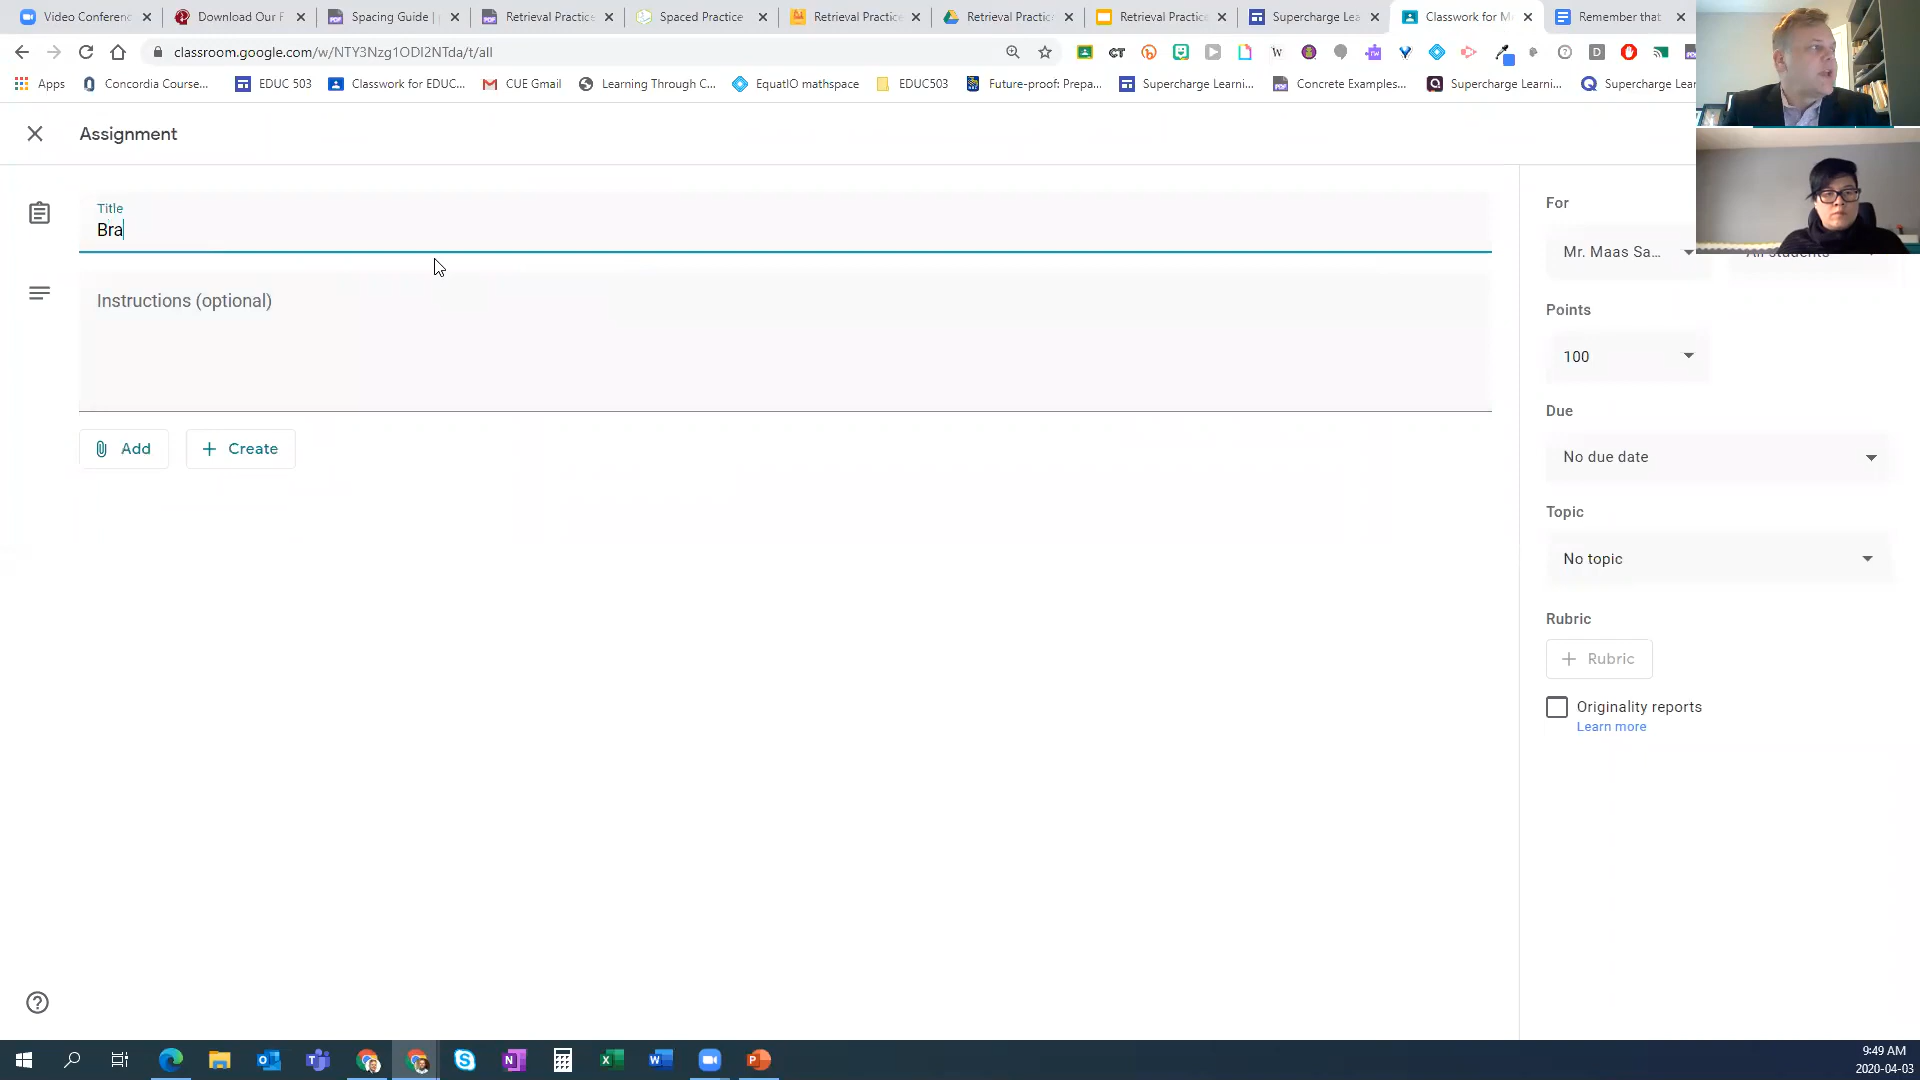 Video Conferenc
Download Our F
Spacing Guide |
Retrieval Practice
Spaced Practice
Retrieval Practice
Retrieval Practic
Retrieval Practice
Supercharge Lea
Classwork for M
Remember that
classroom.google.com/w/NTY3Nzg1ODI2NTda/t/all
Apps
Concordia Course...
EDUC 503
Classwork for EDUC...
CUE Gmail
Learning Through C...
EquatIO mathspace
EDUC503
Future-proof: Prepa...
Supercharge Learni...
Concrete Examples...
Supercharge Learni...
Supercharge Lear
Assignment
Title
Bra
Instructions (optional)
Add
Create
For
Mr. Maas Sa...
All students
Points
100
Due
No due date
Topic
No topic
Rubric
Rubric
Originality reports
Learn more
9:49 AM
2020-04-03